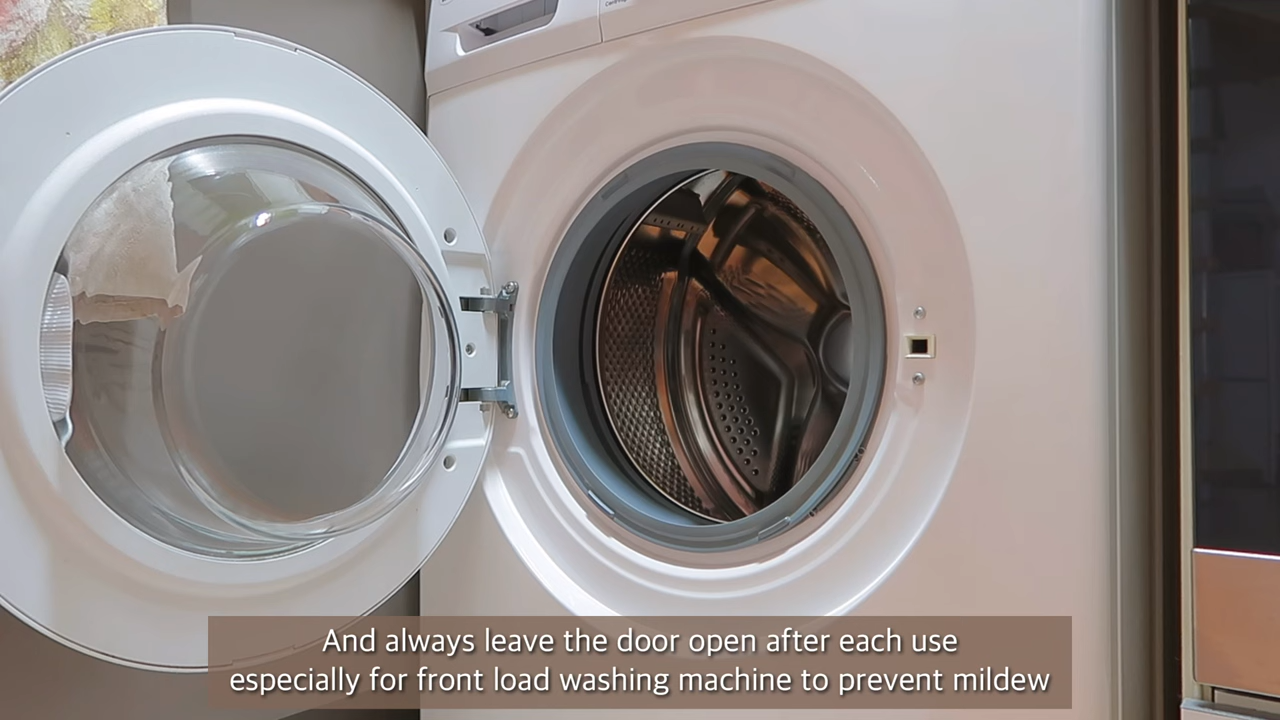 And always leave the door open after each use
especially for front load washing machine to prevent mildew